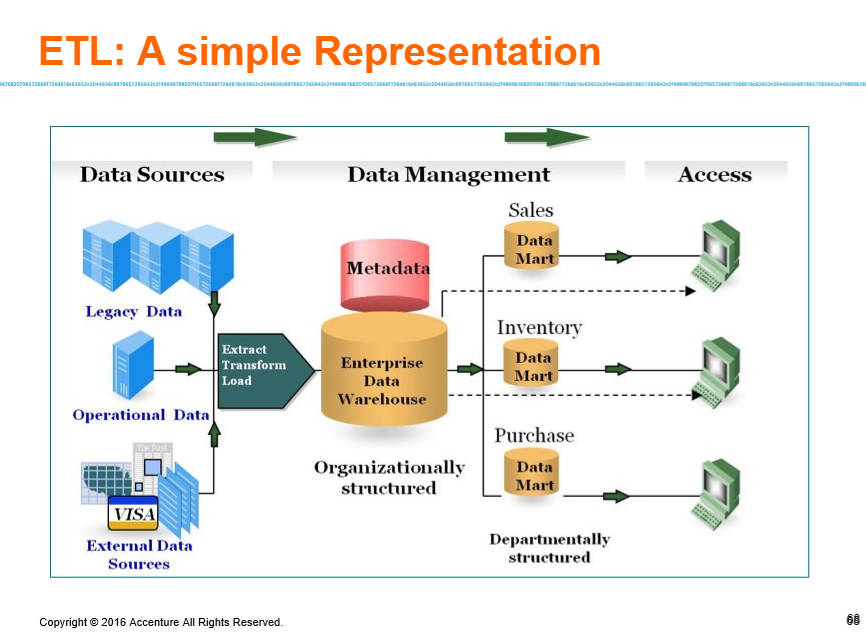 ETL: A simple Representation
Data Sources
Data Management
Access
Legacy Data
Operational Data
The Post
VISA
External Data
Sources
Extract
Transform
Load
Metadata
Enterprise
Data
Warehouse
Organizationally
structured
Sales
Data
Mart
Inventory
Data
Mart
Purchase
Data
Mart
Departmentally
structured
Copyright © 2016 Accenture All Rights Reserved.
68